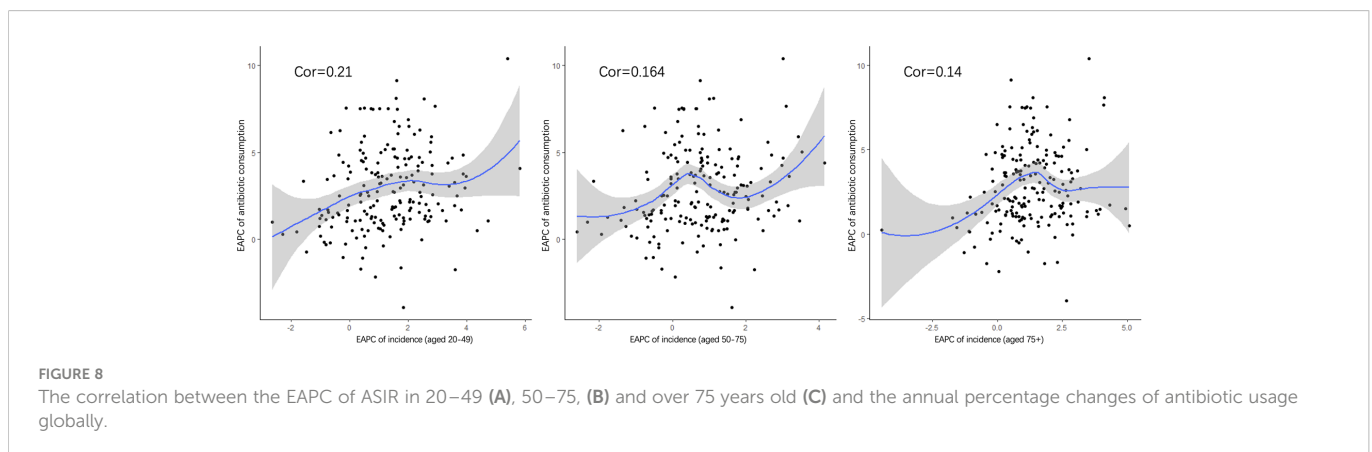 Cor=0.21
10
5
0
EAPC of antibiotic consumption
-2 0 2 4 6
EAPC of incidence (aged 20-49)
Cor=0.164
10
5
0
EAPC of antibiotic consumption
-2 0 2 4
EAPC of incidence (aged 50-75)
Cor=0.14
10
5
0
-5
EAPC of antibiotic consumption
-2.5 0.0 2.5 5.0
EAPC of incidence (aged 75+)
FIGURE 8
The correlation between the EAPC of ASIR in 20–49 (A), 50–75, (B) and over 75 years old (C) and the annual percentage changes of antibiotic usage
globally.